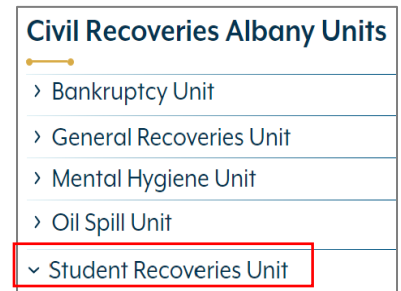 Civil Recoveries Albany Units
› Bankruptcy Unit
› General Recoveries Unit
› Mental Hygiene Unit
› Oil Spill Unit
⌄ Student Recoveries Unit